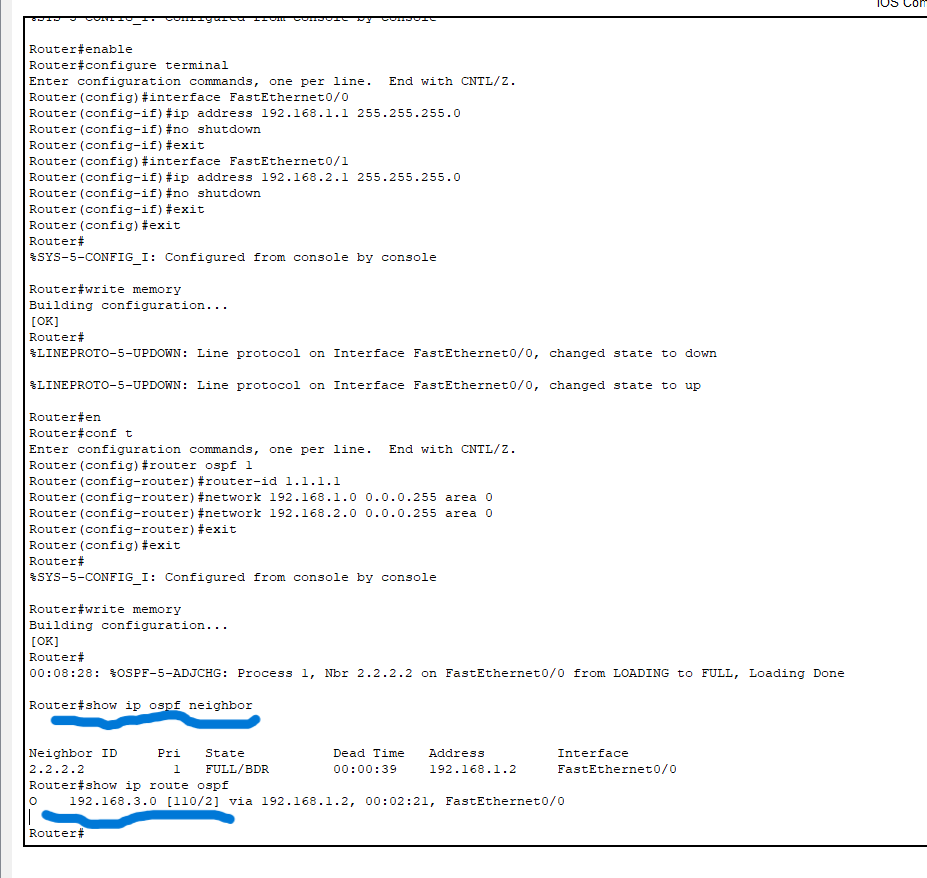 IOS Com
%SYS-5-CONFIG_I: Configured from console by console
Router#enable
Router#configure terminal
Enter configuration commands, one per line.  End with CNTL/Z.
Router(config)#interface FastEthernet0/0
Router(config-if)#ip address 192.168.1.1 255.255.255.0
Router(config-if)#no shutdown
Router(config-if)#exit
Router(config)#interface FastEthernet0/1
Router(config-if)#ip address 192.168.2.1 255.255.255.0
Router(config-if)#no shutdown
Router(config-if)#exit
Router(config)#exit
Router#
%SYS-5-CONFIG_I: Configured from console by console
Router#write memory
Building configuration...
[OK]
Router#
%LINEPROTO-5-UPDOWN: Line protocol on Interface FastEthernet0/0, changed state to down
%LINEPROTO-5-UPDOWN: Line protocol on Interface FastEthernet0/0, changed state to up
Router#en
Router#conf t
Enter configuration commands, one per line.  End with CNTL/Z.
Router(config)#router ospf 1
Router(config-router)#router-id 1.1.1.1
Router(config-router)#network 192.168.1.0 0.0.0.255 area 0
Router(config-router)#network 192.168.2.0 0.0.0.255 area 0
Router(config-router)#exit
Router(config)#exit
Router#
%SYS-5-CONFIG_I: Configured from console by console
Router#write memory
Building configuration...
[OK]
Router#
00:08:28: %OSPF-5-ADJCHG: Process 1, Nbr 2.2.2.2 on FastEthernet0/0 from LOADING to FULL, Loading Done
Router#show ip ospf neighbor
Neighbor ID     Pri   State           Dead Time   Address         Interface
2.2.2.2           1   FULL/BDR        00:00:39    192.168.1.2     FastEthernet0/0
Router#show ip route ospf
O    192.168.3.0 [110/2] via 192.168.1.2, 00:02:21, FastEthernet0/0
Router#